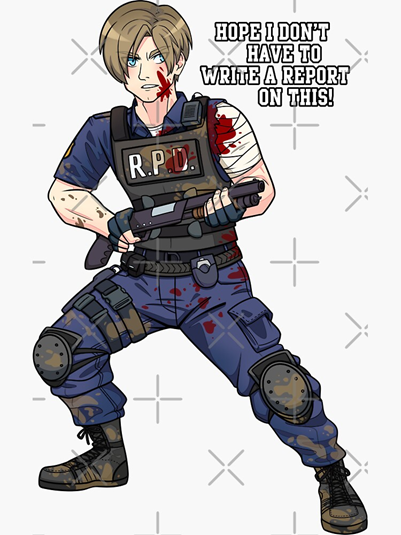 HOPE I DON'T
HAVE TO
WRITE A REPORT
ON THIS!
R.P.D.